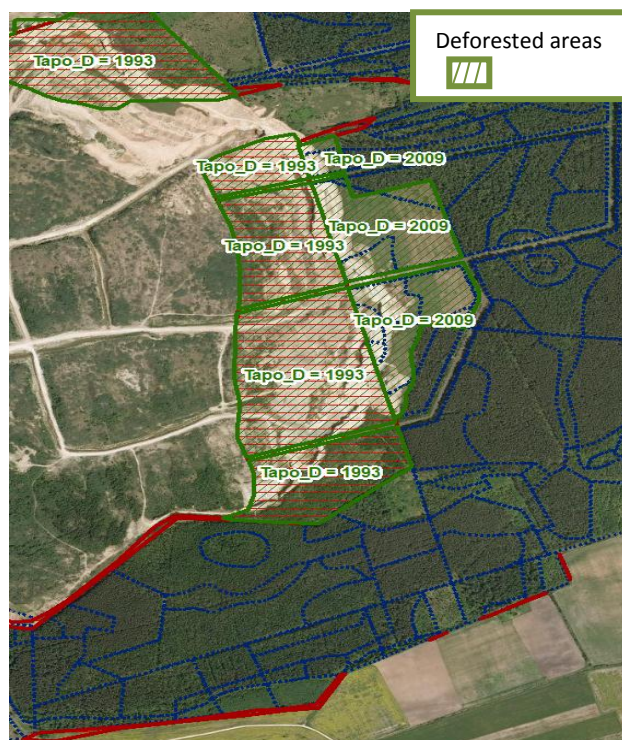 Deforested areas
Tapo_D = 1993
Tapo_D = 1993
Tapo_D = 2009
Tapo_D = 2009
Tapo_D = 1993
Tapo_D = 2009
Tapo_D = 1993
Tapo_D = 1993